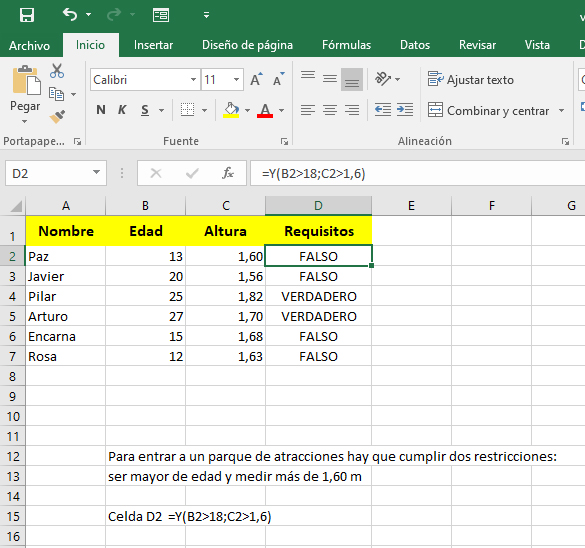 Archivo Inicio Insertar Diseño de página Fórmulas Datos Revisar Vista
Pegar
Calibri 11 A A Ajustar texto
N K S A Combinar y centrar
Portapape... Fuente Alineación
D2 fx =Y(B2>18;C2>1,6)
A B C D E F G
1 Nombre Edad Altura Requisitos
2 Paz 13 1,60 FALSO
3 Javier 20 1,56 FALSO
4 Pilar 25 1,82 VERDADERO
5 Arturo 27 1,70 VERDADERO
6 Encarna 15 1,68 FALSO
7 Rosa 12 1,63 FALSO
8
9
10
11
12 Para entrar a un parque de atracciones hay que cumplir dos restricciones:
13 ser mayor de edad y medir más de 1,60 m
14
15 Celda D2 =Y(B2>18;C2>1,6)
16